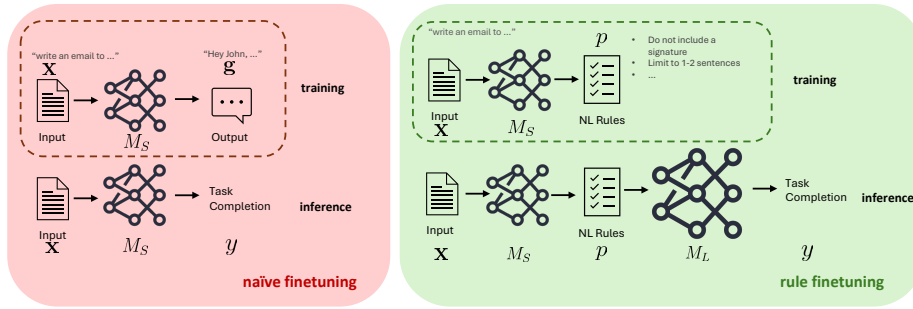 "write an email to ..."
x
"Hey John, ..."
g
training
Input
M_S
Output
Task
Completion
inference
Input
x
M_S
y
naïve finetuning
"write an email to ..."
p
• Do not include a
signature
• Limit to 1-2 sentences
• ...
training
Input
x
M_S
NL Rules
Task
Completion
inference
Input
NL Rules
x
M_S
p
M_L
y
rule finetuning